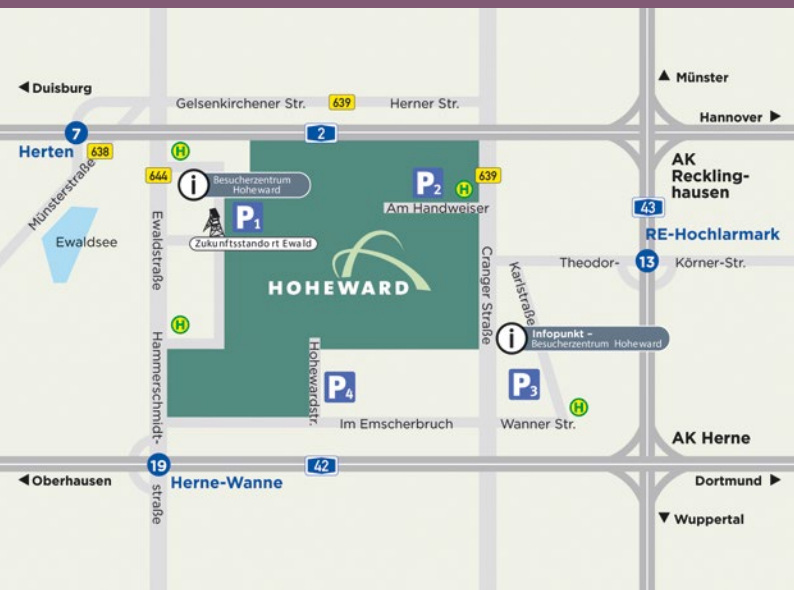 ◀ Duisburg
▲ Münster
Gelsenkirchener Str. 639 Herner Str.
Hannover ▶
7
2
Herten 638
H
AK
Reckling-
hausen
Münsterstraße
644
i
Besucherzentrum
Hoheward
P2
H
639
Am Handweiser
43
RE-Hochlarmark
P1
Ewaldsee
Ewaldstraße
Zukunftsstando rt Ewald
Cranger Straße
Karlstraße
Theodor-
13
Körner-Str.
HOHEWARD
H
Hammerschmidt-
straße
i
Infopunkt –
Besucherzentrum Hoheward
Hohewardstr.
P4
P3
H
Im Emscherbruch
Wanner Str.
AK Herne
19
42
◀ Oberhausen
Herne-Wanne
Dortmund ▶
▼ Wuppertal